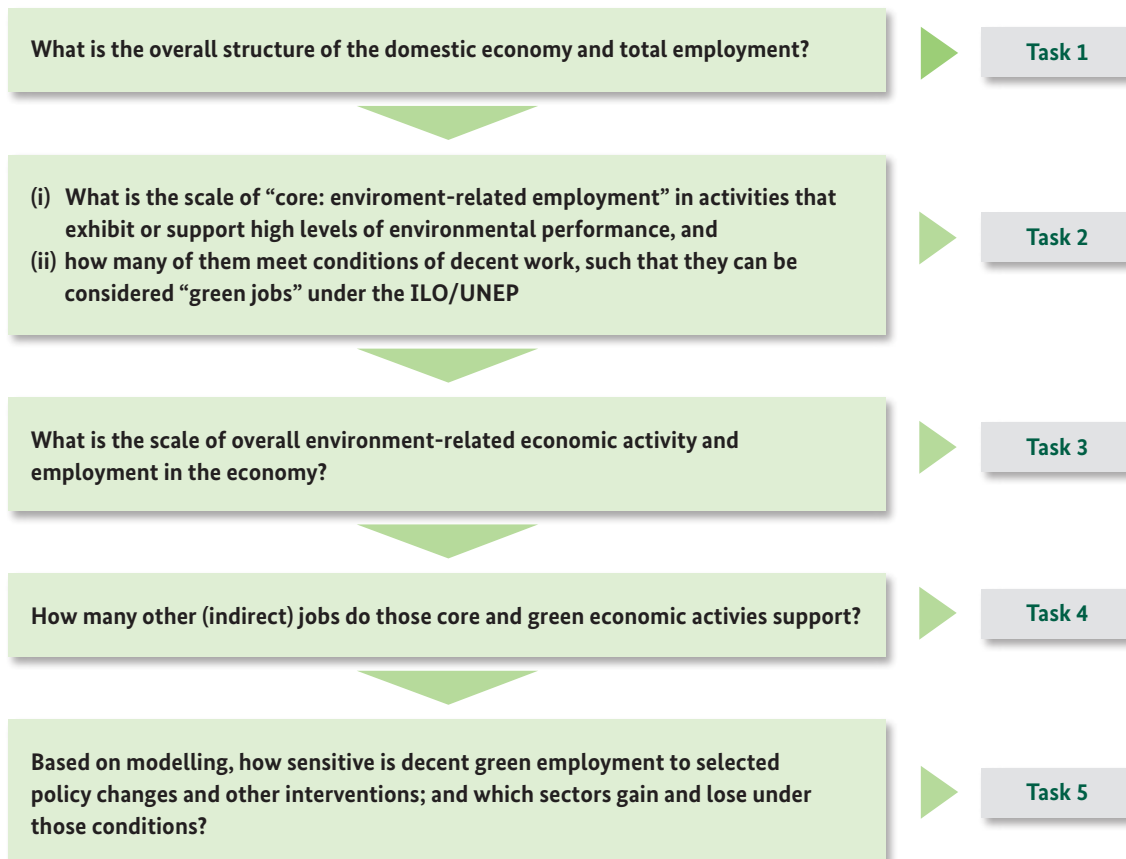 What is the overall structure of the domestic economy and total employment?
Task 1
(i) What is the scale of “core: enviroment-related employment” in activities that
exhibit or support high levels of environmental performance, and
(ii) how many of them meet conditions of decent work, such that they can be
considered “green jobs” under the ILO/UNEP
Task 2
What is the scale of overall environment-related economic activity and
employment in the economy?
Task 3
How many other (indirect) jobs do those core and green economic activies support?
Task 4
Based on modelling, how sensitive is decent green employment to selected
policy changes and other interventions; and which sectors gain and lose under
those conditions?
Task 5